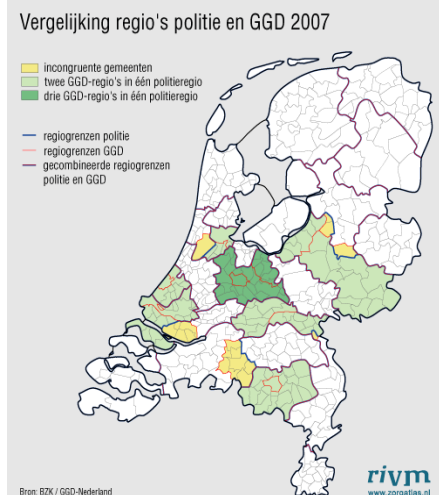 Vergelijking regio's politie en GGD 2007
incongruente gemeenten
twee GGD-regio's in één politieregio
drie GGD-regio's in één politieregio
regiogrenzen politie
regiogrenzen GGD
gecombineerde regiogrenzen
politie en GGD
Bron: BZK / GGD-Nederland
rivm
www.zorgatlas.nl